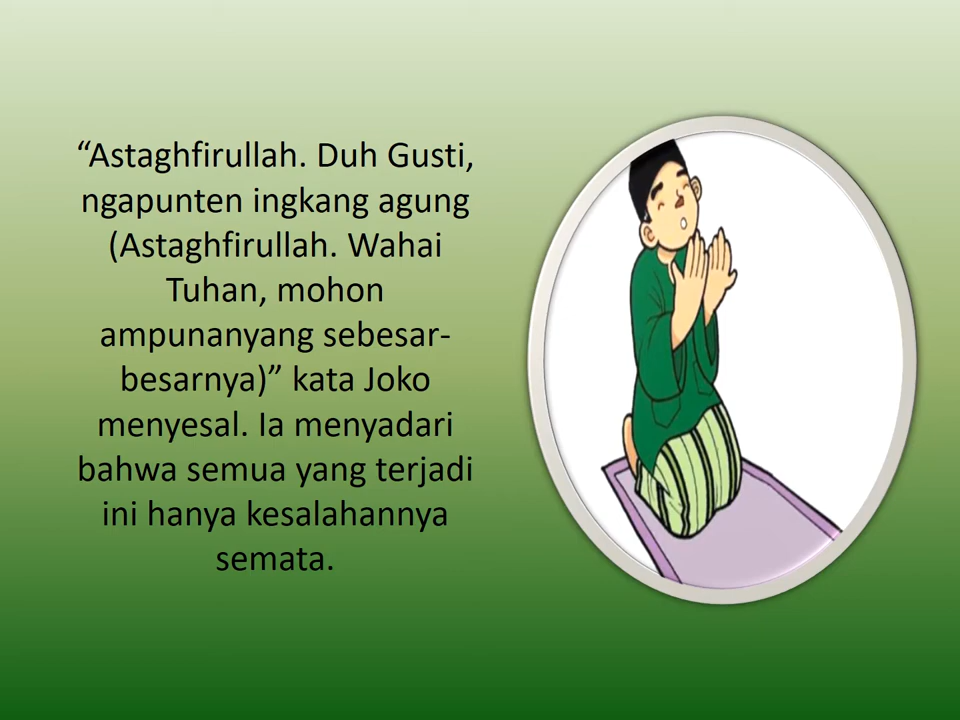 “Astaghfirullah. Duh Gusti,
ngapunten ingkang agung
(Astaghfirullah. Wahai
Tuhan, mohon
ampunanyang sebesar-
besarnya)” kata Joko
menyesal. Ia menyadari
bahwa semua yang terjadi
ini hanya kesalahannya
semata.